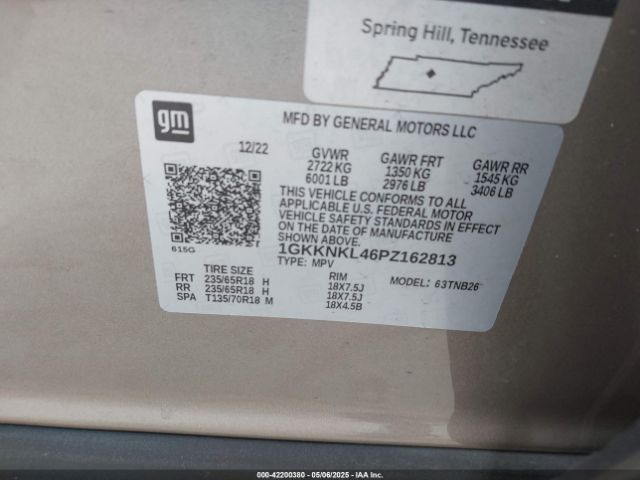 Spring Hill, Tennessee
gm
MFD BY GENERAL MOTORS LLC
12/22 GVWR GAWR FRT GAWR RR
2722 KG 1350 KG 1545 KG
6001 LB 2976 LB 3406 LB
THIS VEHICLE CONFORMS TO ALL
APPLICABLE U.S. FEDERAL MOTOR
VEHICLE SAFETY STANDARDS IN EFFECT
ON THE DATE OF MANUFACTURE
SHOWN ABOVE.
615G
1GKKNKL46PZ162813
TYPE: MPV
MODEL: 63TNB26
TIRE SIZE RIM
FRT 235/65R18 H 18X7.5J
RR 235/65R18 H 18X7.5J
SPA T135/70R18 M 18X4.5B
000-42200380 - 05/06/2025 - IAA Inc.